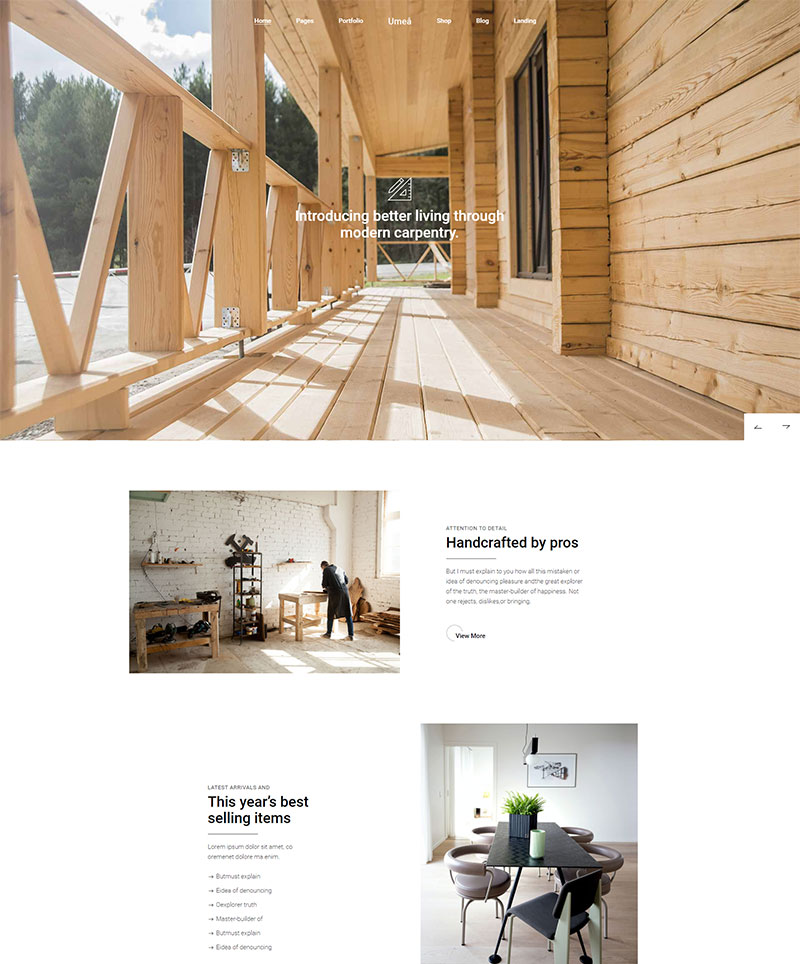 Home Pages Portfolio Umeå Shop Blog Landing
Introducing better living through
modern carpentry.
ATTENTION TO DETAIL
Handcrafted by pros
But I must explain to you how all this mistaken or
idea of denouncing pleasure andthe great explorer
of the truth, the master-builder of happiness. Not
one rejects, dislikes,or bringing.
View More
LATEST ARRIVALS AND
This year's best
selling items
Lorem ipsum dolor sit amet, co
oremenet dolore ma enim.
→ Butmust explain
→ Eidea of denouncing
→ Oexplorer truth
→ Master-builder of
→ Butmust explain
→ Eidea of denouncing